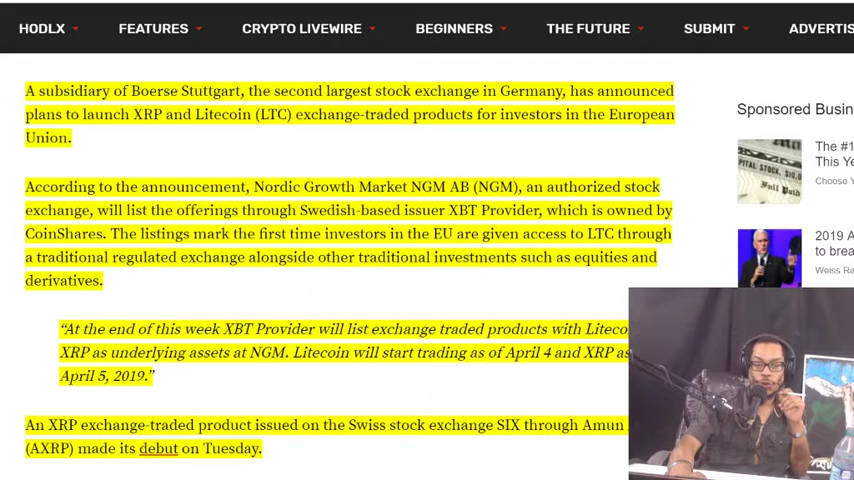 HODLX FEATURES CRYPTO LIVEWIRE BEGINNERS THE FUTURE SUBMIT ADVERTIS
A subsidiary of Boerse Stuttgart, the second largest stock exchange in Germany, has announced
plans to launch XRP and Litecoin (LTC) exchange-traded products for investors in the European
Union.
According to the announcement, Nordic Growth Market NGM AB (NGM), an authorized stock
exchange, will list the offerings through Swedish-based issuer XBT Provider, which is owned by
CoinShares. The listings mark the first time investors in the EU are given access to LTC through
a traditional regulated exchange alongside other traditional investments such as equities and
derivatives.
“At the end of this week XBT Provider will list exchange traded products with Liteco
XRP as underlying assets at NGM. Litecoin will start trading as of April 4 and XRP as
April 5, 2019.”
An XRP exchange-traded product issued on the Swiss stock exchange SIX through Amun
(AXRP) made its debut on Tuesday.
Sponsored Busin
The #1
This Ye
Choose Y
2019 A
to brea
Weiss Ra